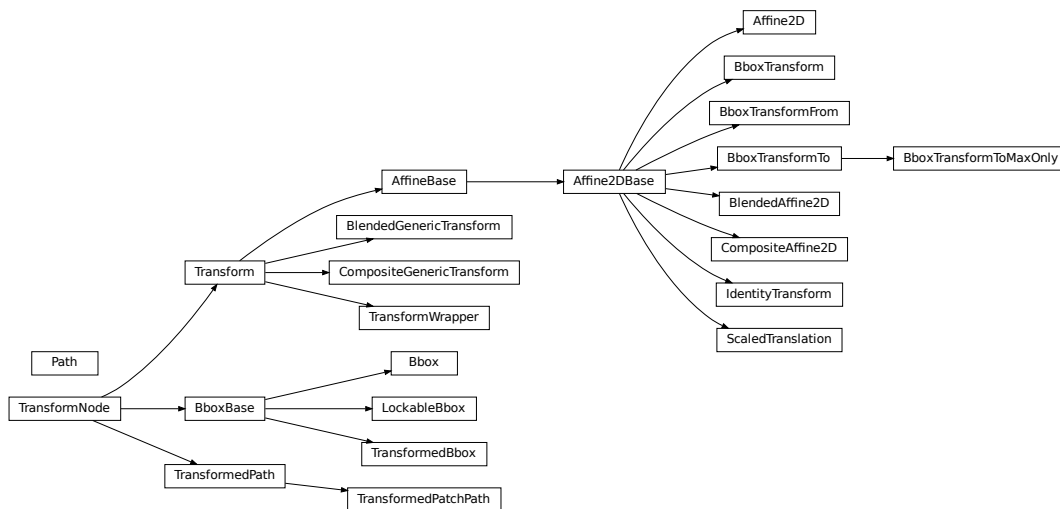 Affine2D
BboxTransform
BboxTransformFrom
BboxTransformTo
BboxTransformToMaxOnly
AffineBase
Affine2DBase
BlendedAffine2D
BlendedGenericTransform
CompositeAffine2D
Transform
CompositeGenericTransform
IdentityTransform
TransformWrapper
ScaledTranslation
Path
Bbox
TransformNode
BboxBase
LockableBbox
TransformedBbox
TransformedPath
TransformedPatchPath